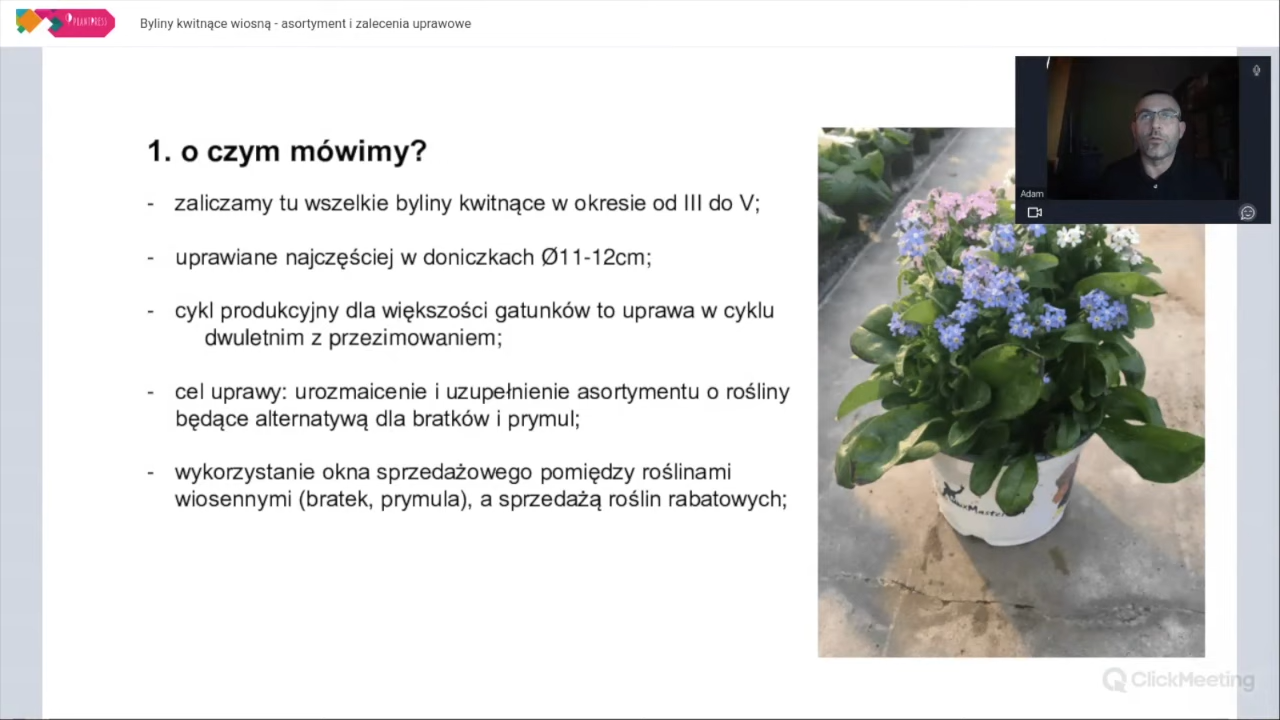 PLANTPRESS
Byliny kwitnące wiosną - asortyment i zalecenia uprawowe
1. o czym mówimy?
- zaliczamy tu wszelkie byliny kwitnące w okresie od III do V;
- uprawiane najczęściej w doniczkach Ø11-12cm;
- cykl produkcyjny dla większości gatunków to uprawa w cyklu
dwuletnim z przezimowaniem;
- cel uprawy: urozmaicenie i uzupełnienie asortymentu o rośliny
będące alternatywą dla bratków i prymul;
- wykorzystanie okna sprzedażowego pomiędzy roślinami
wiosennymi (bratek, prymula), a sprzedażą roślin rabatowych;
Adam
ClickMeeting